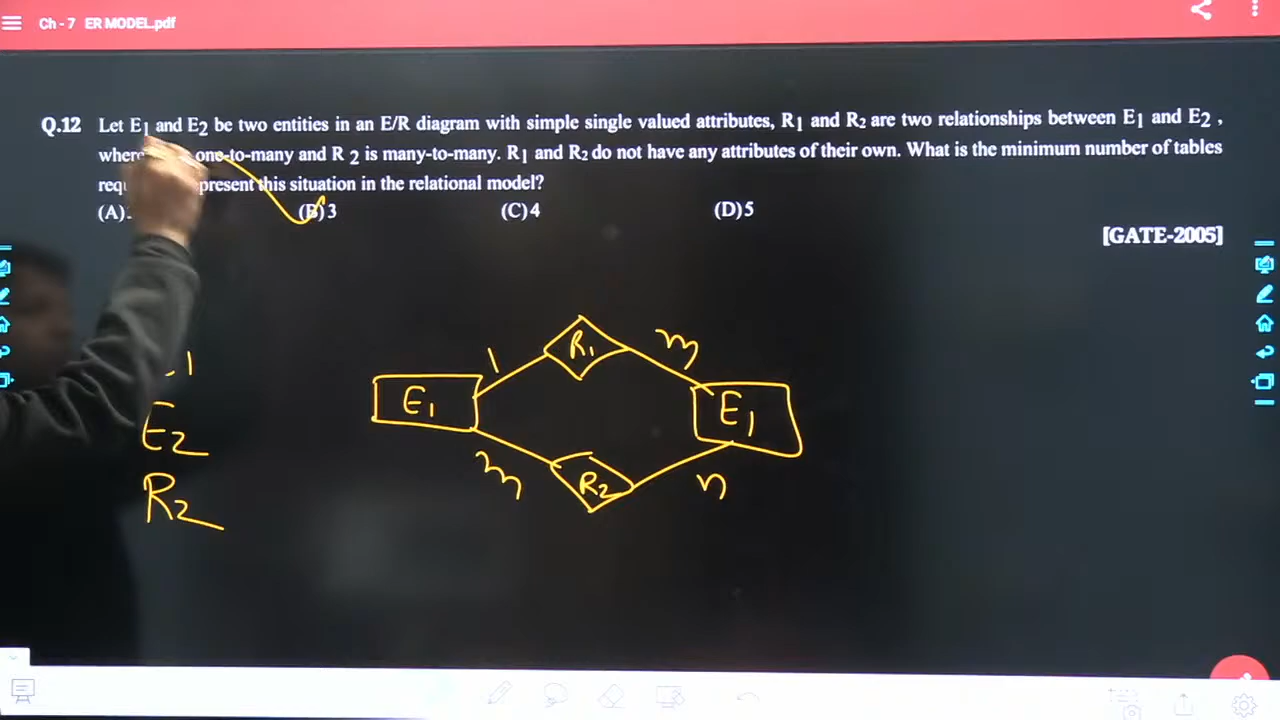 Ch - 7 ER MODEL.pdf
Q.12 Let E1 and E2 be two entities in an E/R diagram with simple single valued attributes, R1 and R2 are two relationships between E1 and E2 ,
where one-to-many and R 2 is many-to-many. R1 and R2 do not have any attributes of their own. What is the minimum number of tables
this situation in the relational model?
(A) (B) 3 (C) 4 (D) 5
[GATE-2005]
R1
1 m
E1 E1
E2
m R2 n
R2